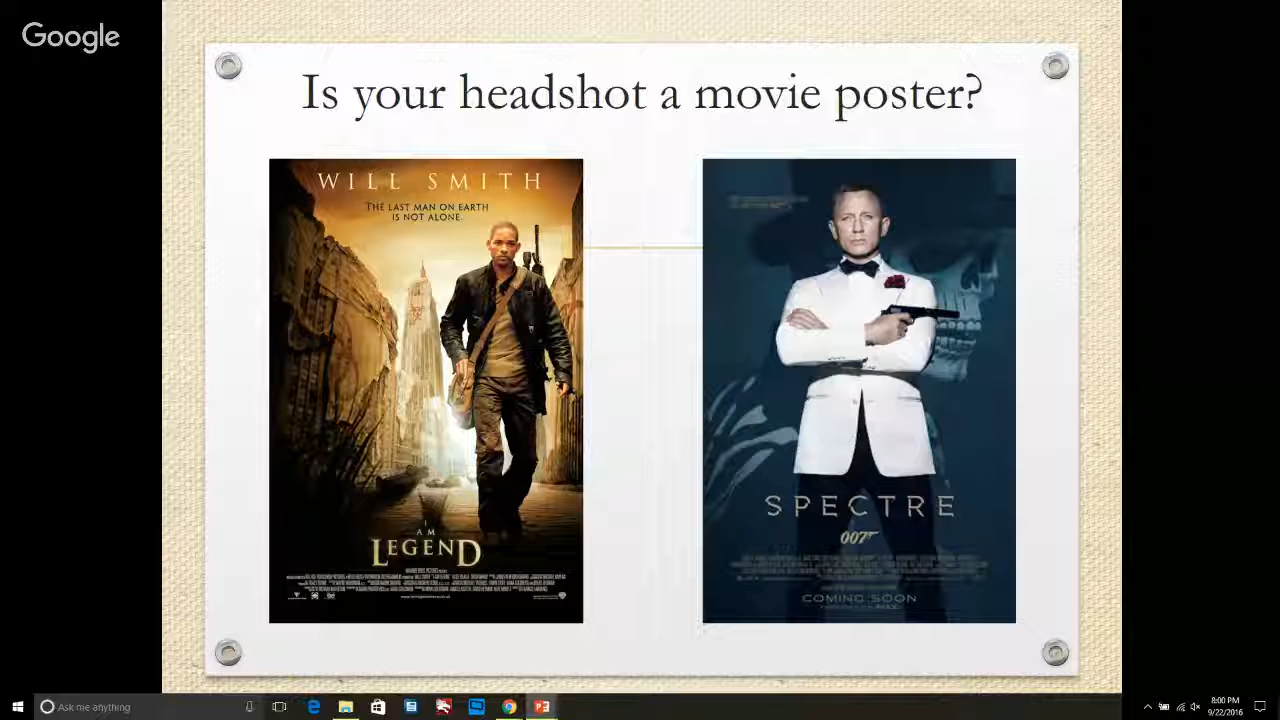 Google
Is your headshot a movie poster?
WILL SMITH
THE LAST MAN ON EARTH
IS NOT ALONE.
I
AM
LEGEND
SPECTRE
007
COMING SOON
Ask me anything
8:00 PM
9/22/2016